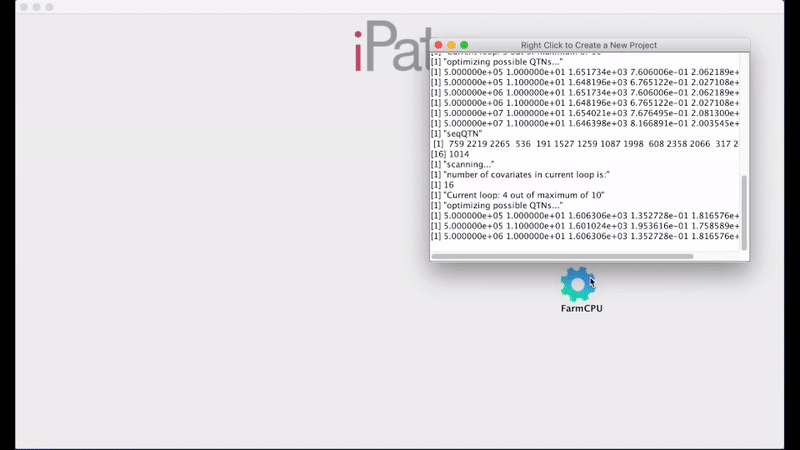 iPat
Right Click to Create a New Project
[1] "optimizing possible QTNs..."
[1] 5.000000e+05 1.000000e+01 1.651734e+03 7.606006e-01 2.062189e+
[1] 5.000000e+05 1.100000e+01 1.648196e+03 6.765122e-01 2.027108e+
[1] 5.000000e+06 1.000000e+01 1.651734e+03 7.606006e-01 2.062189e+
[1] 5.000000e+06 1.100000e+01 1.648196e+03 6.765122e-01 2.027108e+
[1] 5.000000e+07 1.000000e+01 1.654021e+03 7.676495e-01 2.081300e+
[1] 5.000000e+07 1.100000e+01 1.646398e+03 8.166891e-01 2.003545e+
[1] "seqQTN"
[1] 759 2219 2265 536 191 1527 1259 1087 1998 608 2358 2066 317 2
[16] 1014
[1] "scanning..."
[1] "number of covariates in current loop is:"
[1] 16
[1] "Current loop: 4 out of maximum of 10"
[1] "optimizing possible QTNs..."
[1] 5.000000e+05 1.000000e+01 1.606306e+03 1.352728e-01 1.816576e+
[1] 5.000000e+05 1.100000e+01 1.601024e+03 1.953616e-01 1.758589e+
[1] 5.000000e+06 1.000000e+01 1.606306e+03 1.352728e-01 1.816576e+
FarmCPU